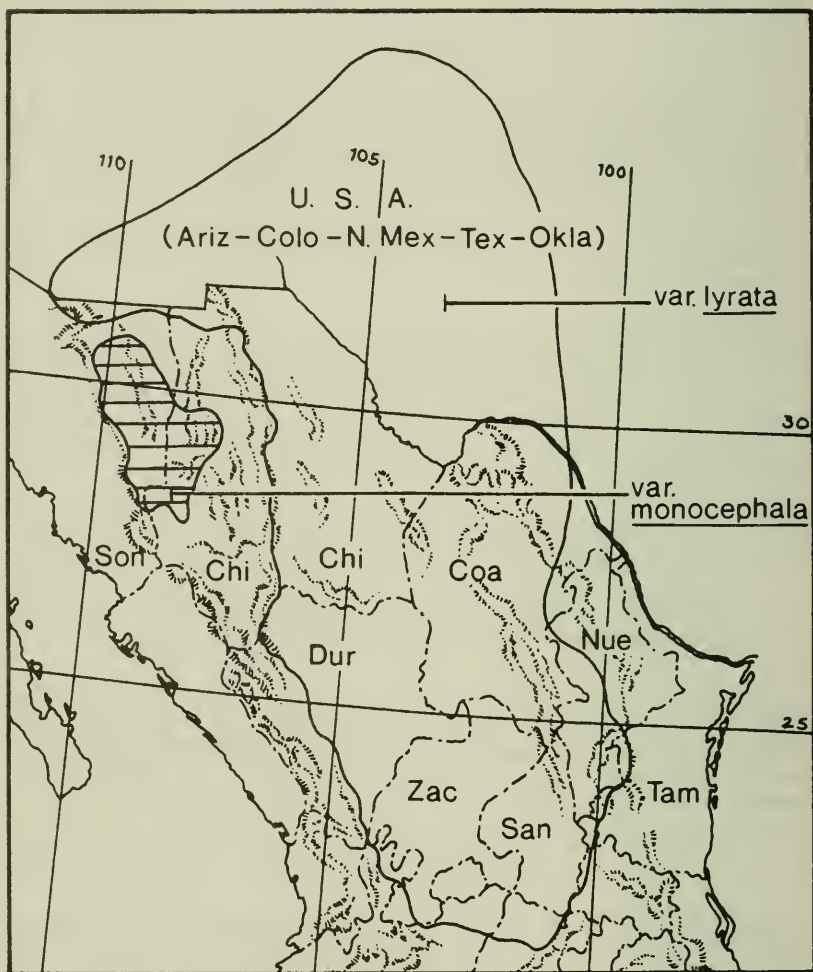 110
105
100
U. S. A.
(Ariz-Colo-N. Mex-Tex-Okla)
var. lyrata
30
var.
monocephala
Son
Chi
Chi
Coa
Nue
Dur
25
Zac
San
Tam